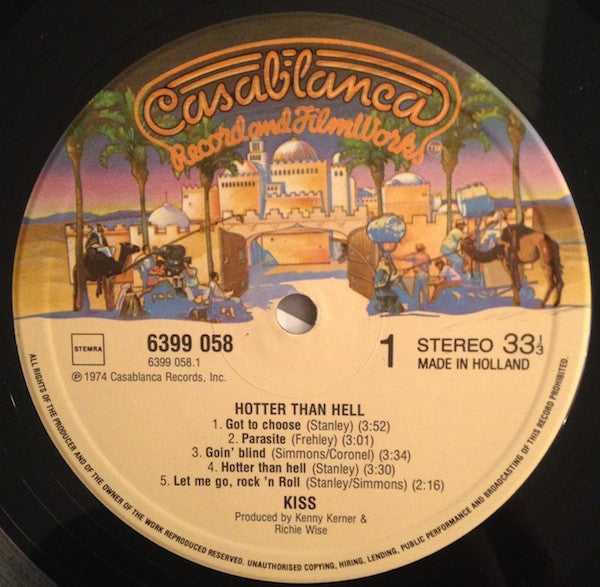 Casablanca
Record and FilmWorks
TM
STEMRA
6399 058
6399 058.1
℗ 1974 Casablanca Records, Inc.
1
STEREO 33 1/3
MADE IN HOLLAND
HOTTER THAN HELL
1. Got to choose (Stanley) (3:52)
2. Parasite (Frehley) (3:01)
3. Goin' blind (Simmons/Coronel) (3:34)
4. Hotter than hell (Stanley) (3:30)
5. Let me go, rock 'n Roll (Stanley/Simmons) (2:16)
KISS
Produced by Kenny Kerner &
Richie Wise
ALL RIGHTS OF THE PRODUCER AND OF THE OWNER OF THE WORK REPRODUCED RESERVED. UNAUTHORISED COPYING, HIRING, LENDING, PUBLIC PERFORMANCE AND BROADCASTING OF THIS RECORD PROHIBITED.